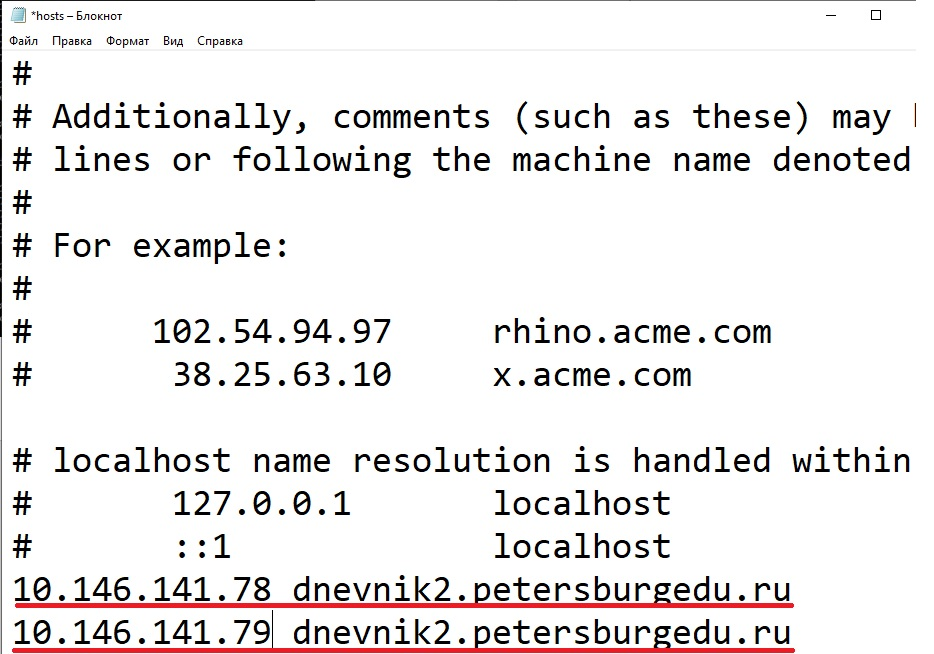 *hosts – Блокнот
Файл Правка Формат Вид Справка
#
# Additionally, comments (such as these) may
# lines or following the machine name denoted
#
# For example:
#
# 102.54.94.97 rhino.acme.com
# 38.25.63.10 x.acme.com
# localhost name resolution is handled within
# 127.0.0.1 localhost
# ::1 localhost
10.146.141.78 dnevnik2.petersburgedu.ru
10.146.141.79 dnevnik2.petersburgedu.ru